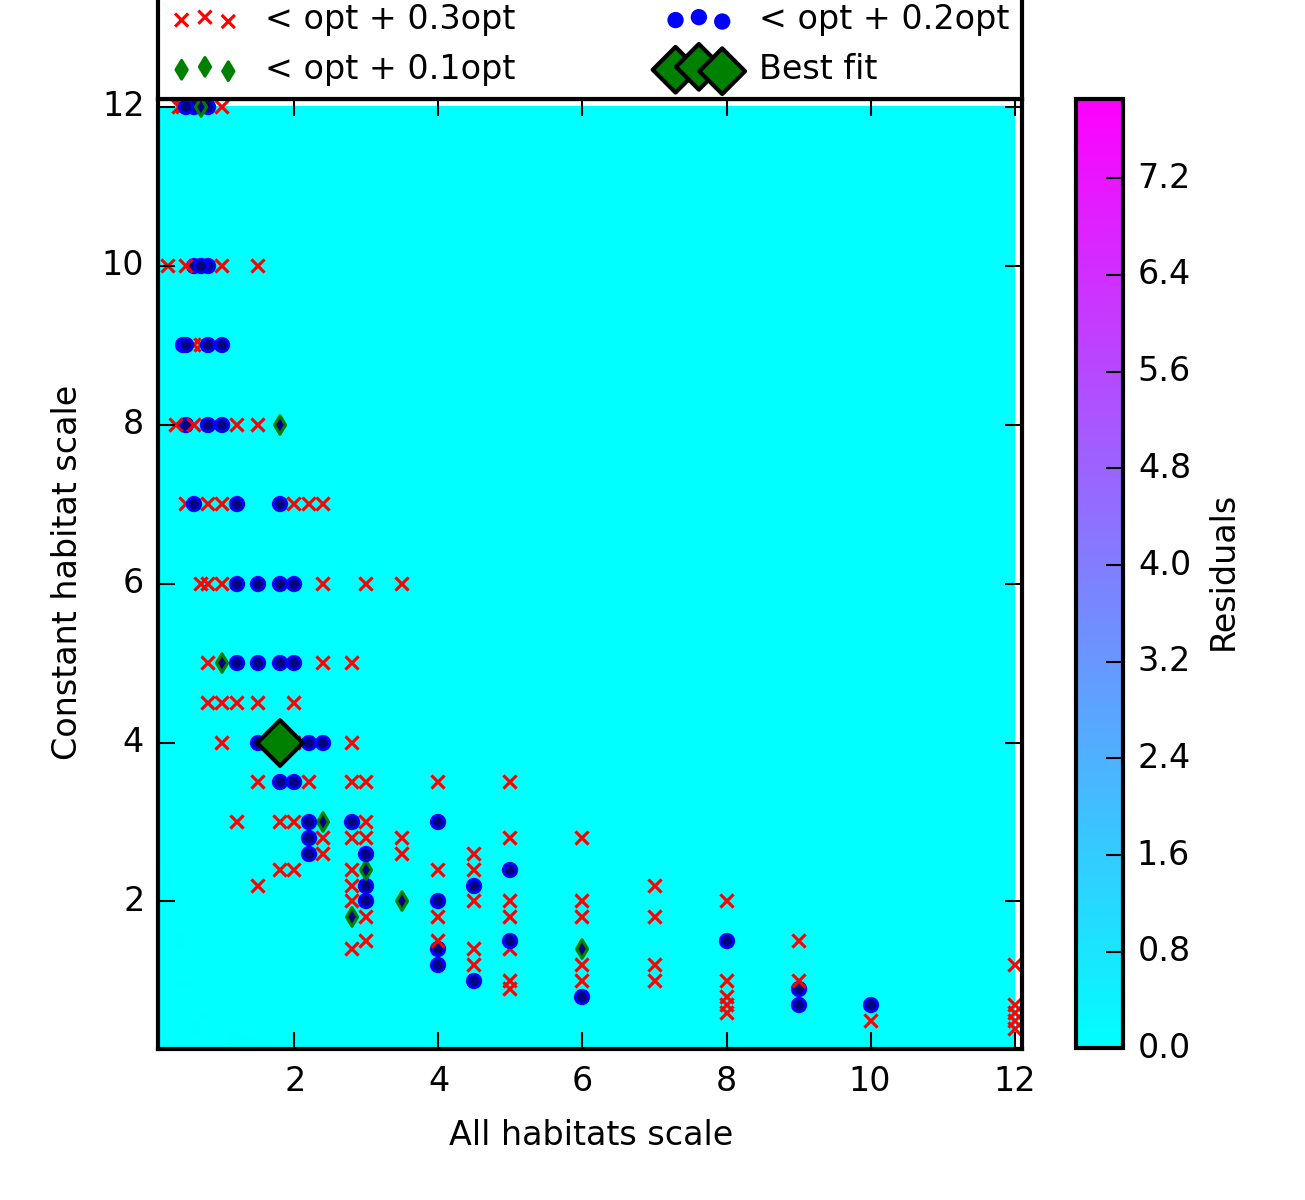 < opt + 0.3opt < opt + 0.2opt
< opt + 0.1opt Best fit
12
10
8
6
4
2
Constant habitat scale
2 4 6 8 10 12
All habitats scale
7.2
6.4
5.6
4.8
4.0
3.2
2.4
1.6
0.8
0.0
Residuals